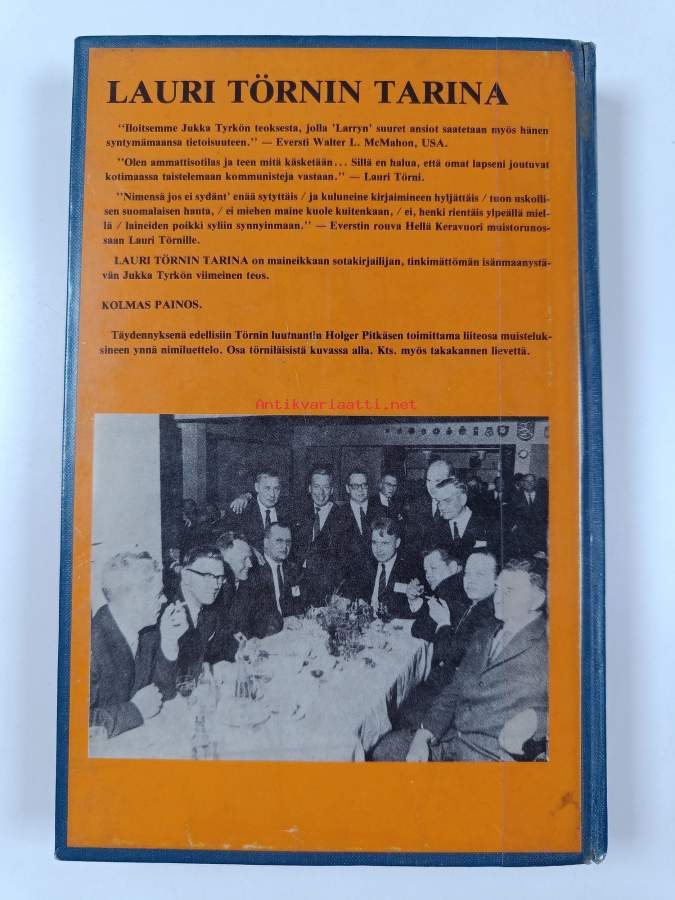 LAURI TÖRNIN TARINA
"Iloitsemme Jukka Tyrkön teoksesta, jolla 'Larryn' suuret ansiot saatetaan myös hänen
syntymämaansa tietoisuuteen." — Eversti Walter L. McMahon, USA.
"Olen ammattisotilas ja teen mitä käsketään... Sillä en halua, että omat lapseni joutuvat
kotimaassa taistelemaan kommunisteja vastaan." — Lauri Törni.
"Nimensä jos ei sydänt' enää sytyttäis / ja kuluneine kirjaimineen hyljättäis / tuon uskolli-
sen suomalaisen hauta, / ei miehen maine kuole kuitenkaan, / ei, henki rientäis ylpeällä miel-
lä / laineiden poikki syliin synnyinmaan." — Everstin rouva Hellä Keravuori muistorunos-
saan Lauri Törnille.
LAURI TÖRNIN TARINA on maineikkaan sotakirjailijan, tinkimättömän isänmaanystä-
vän Jukka Tyrkön viimeinen teos.
KOLMAS PAINOS.
Täydennyksenä edellisiin Törnin luutnantin Holger Pitkäsen toimittama liiteosa muisteluk-
sineen ynnä nimiluettelo. Osa törniläisistä kuvassa alla. Kts. myös takakannen lievettä.
Antikvariaatti.net